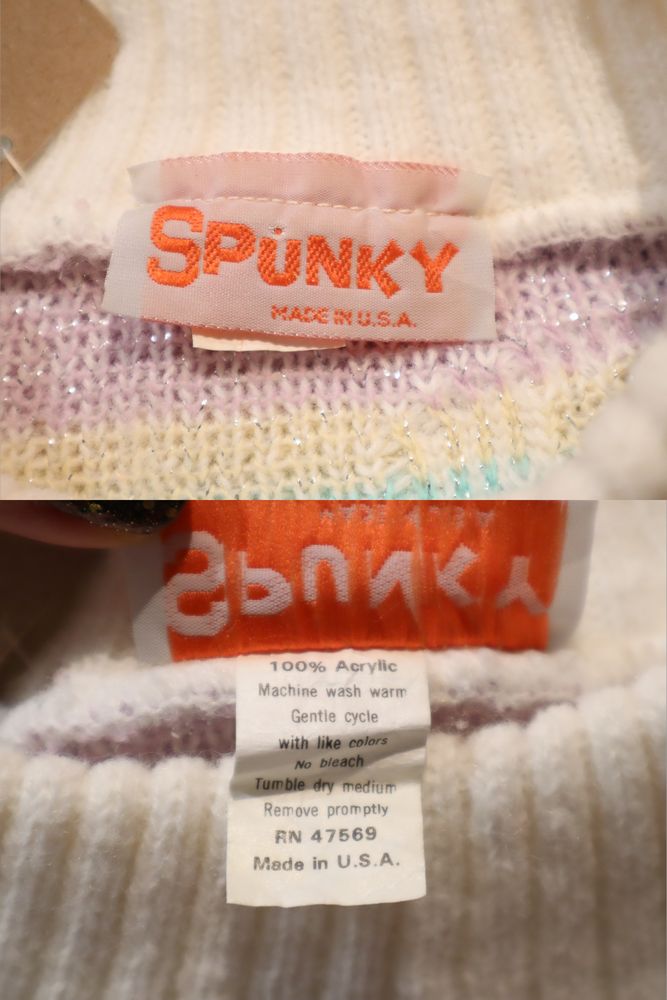 SPUNKY
MADE IN U.S.A.
SPUNKY
100% Acrylic
Machine wash warm
Gentle cycle
with like colors
No bleach
Tumble dry medium
Remove promptly
RN 47569
Made in U.S.A.